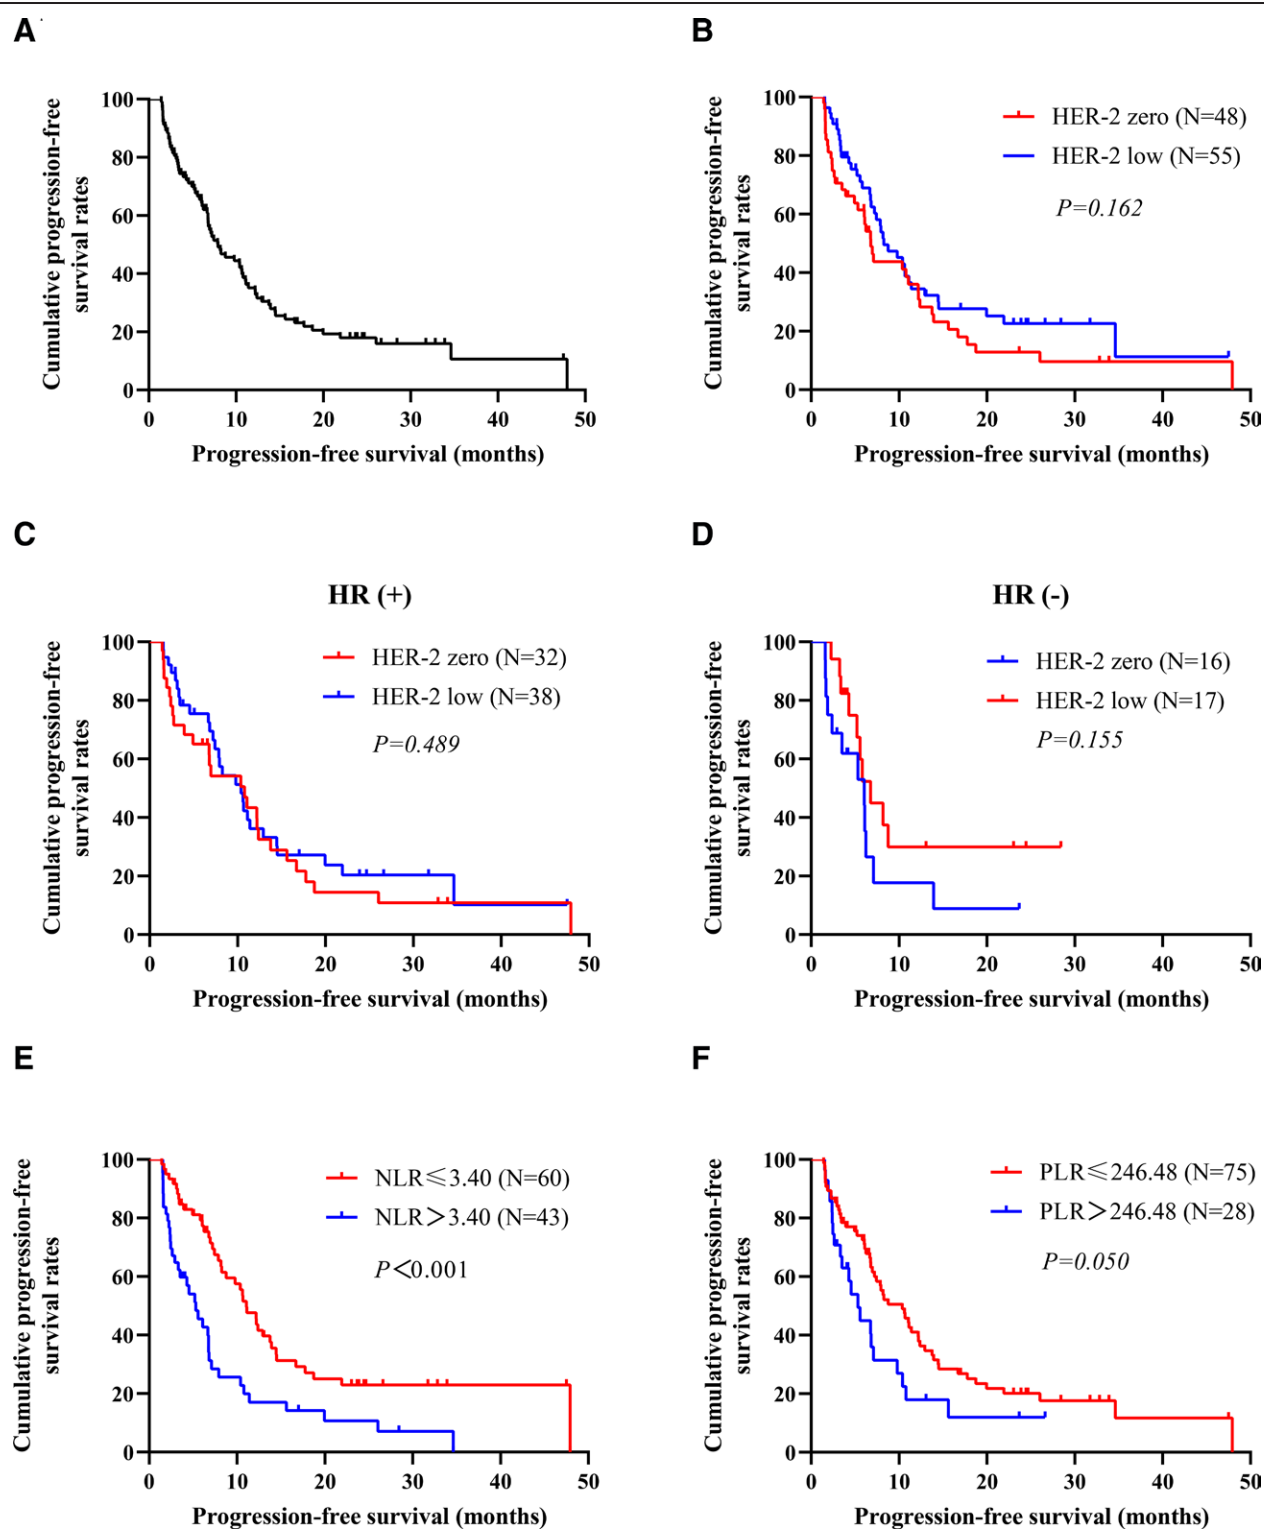 A
Cumulative progression-free
survival rates
100
80
60
40
20
0
0 10 20 30 40 50
Progression-free survival (months)
B
Cumulative progression-free
survival rates
100
80
60
40
20
0
HER-2 zero (N=48)
HER-2 low (N=55)
P=0.162
0 10 20 30 40 50
Progression-free survival (months)
C
HR (+)
Cumulative progression-free
survival rates
100
80
60
40
20
0
HER-2 zero (N=32)
HER-2 low (N=38)
P=0.489
0 10 20 30 40 50
Progression-free survival (months)
D
HR (-)
Cumulative progression-free
survival rates
100
80
60
40
20
0
HER-2 zero (N=16)
HER-2 low (N=17)
P=0.155
0 10 20 30 40 50
Progression-free survival (months)
E
Cumulative progression-free
survival rates
100
80
60
40
20
0
NLR≤3.40 (N=60)
NLR>3.40 (N=43)
P<0.001
0 10 20 30 40 50
Progression-free survival (months)
F
Cumulative progression-free
survival rates
100
80
60
40
20
0
PLR≤246.48 (N=75)
PLR>246.48 (N=28)
P=0.050
0 10 20 30 40 50
Progression-free survival (months)